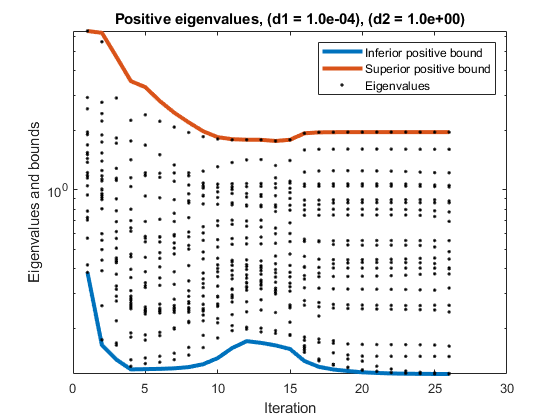 Positive eigenvalues, (d1 = 1.0e-04), (d2 = 1.0e+00)
Inferior positive bound
Superior positive bound
Eigenvalues
Eigenvalues and bounds
10^0
0 5 10 15 20 25 30
Iteration